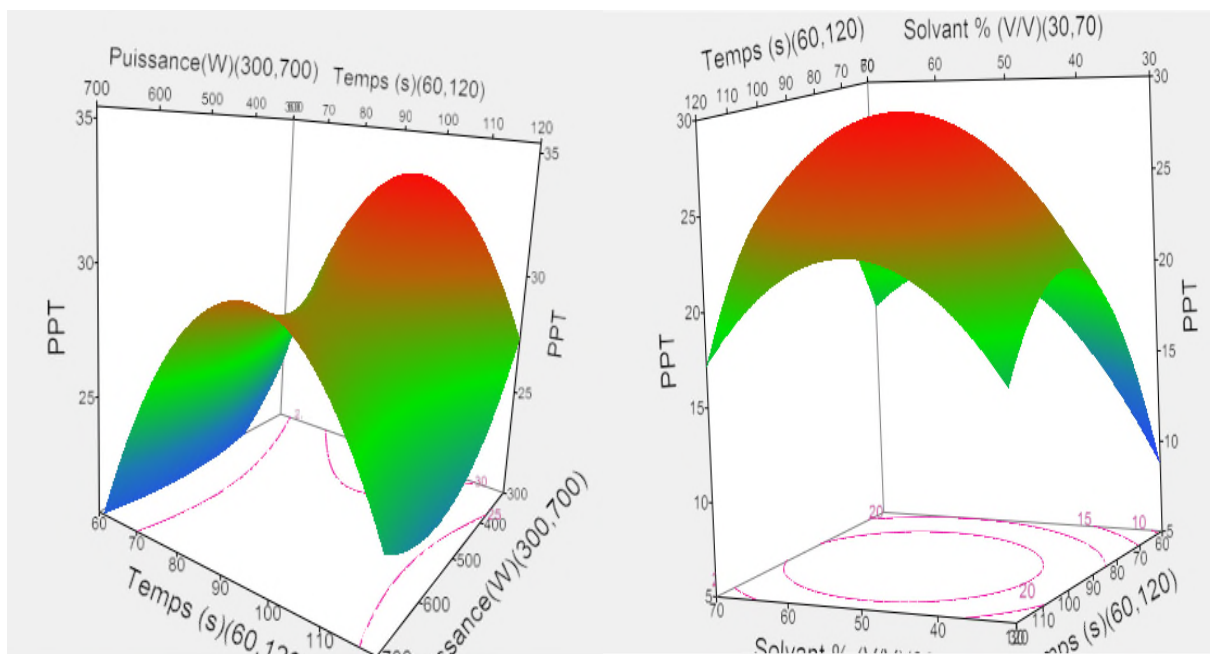 Puissance(W)(300,700) Temps (s)(60,120)
700 600 500 400 70 80 90 100 110 120
35 35
30 30
25 25
PPT PPT
60 70 80 90 100 110
300 400 500 600
30
25
Temps (s)(60,120
ssance(W)(300,700)
Temps (s)(60,120) Solvant % (V/V)(30,70)
120 110 100 90 80 70 60 50 40 30
30 30
25 25
20 20
15 15
10 10
5 5
PPT PPT
20 15 10
20
70 60 50 40
110 100 90 80 70 60
Solvant % (V/V)
mps (s)(60,120)